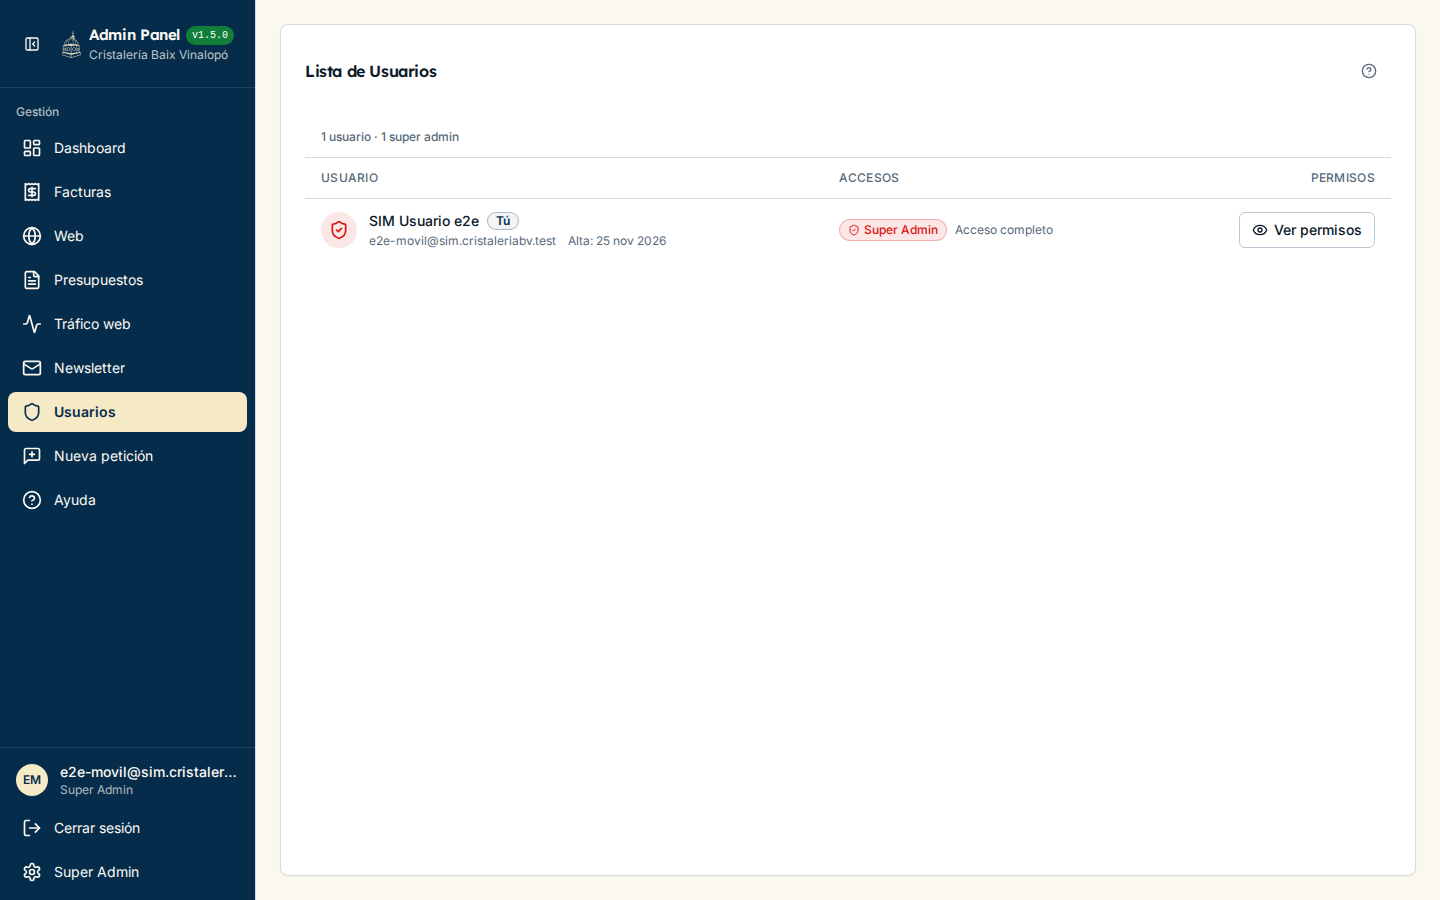 Admin Panel v1.5.0
Cristalería Baix Vinalopó
Gestión
Dashboard
Facturas
Web
Presupuestos
Tráfico web
Newsletter
Usuarios
Nueva petición
Ayuda
EM
e2e-movil@sim.cristaler...
Super Admin
Cerrar sesión
Super Admin
Lista de Usuarios
1 usuario · 1 super admin
USUARIO ACCESOS PERMISOS
SIM Usuario e2e Tú
e2e-movil@sim.cristaleriabv.test Alta: 25 nov 2026
Super Admin Acceso completo
Ver permisos